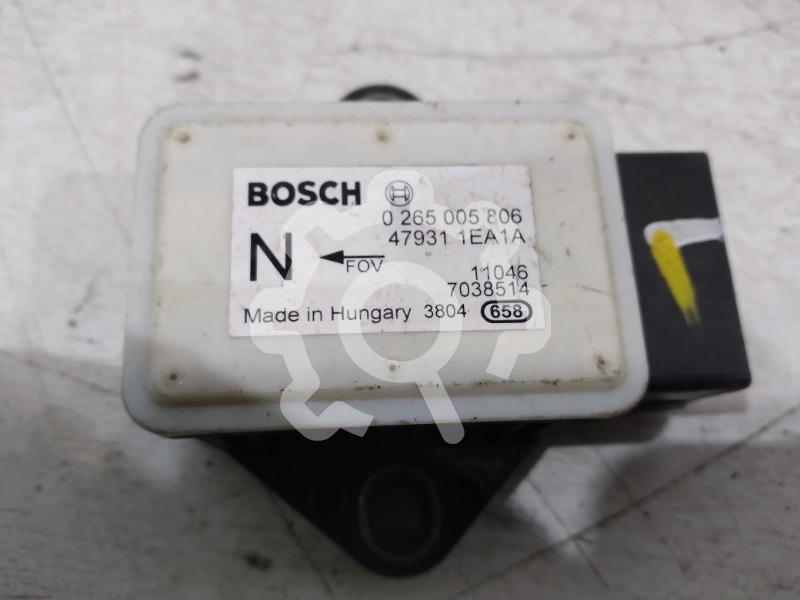 BOSCH
0 265 005 806
47931 1EA1A
N
FOV
11046
7038514
Made in Hungary 3804 658